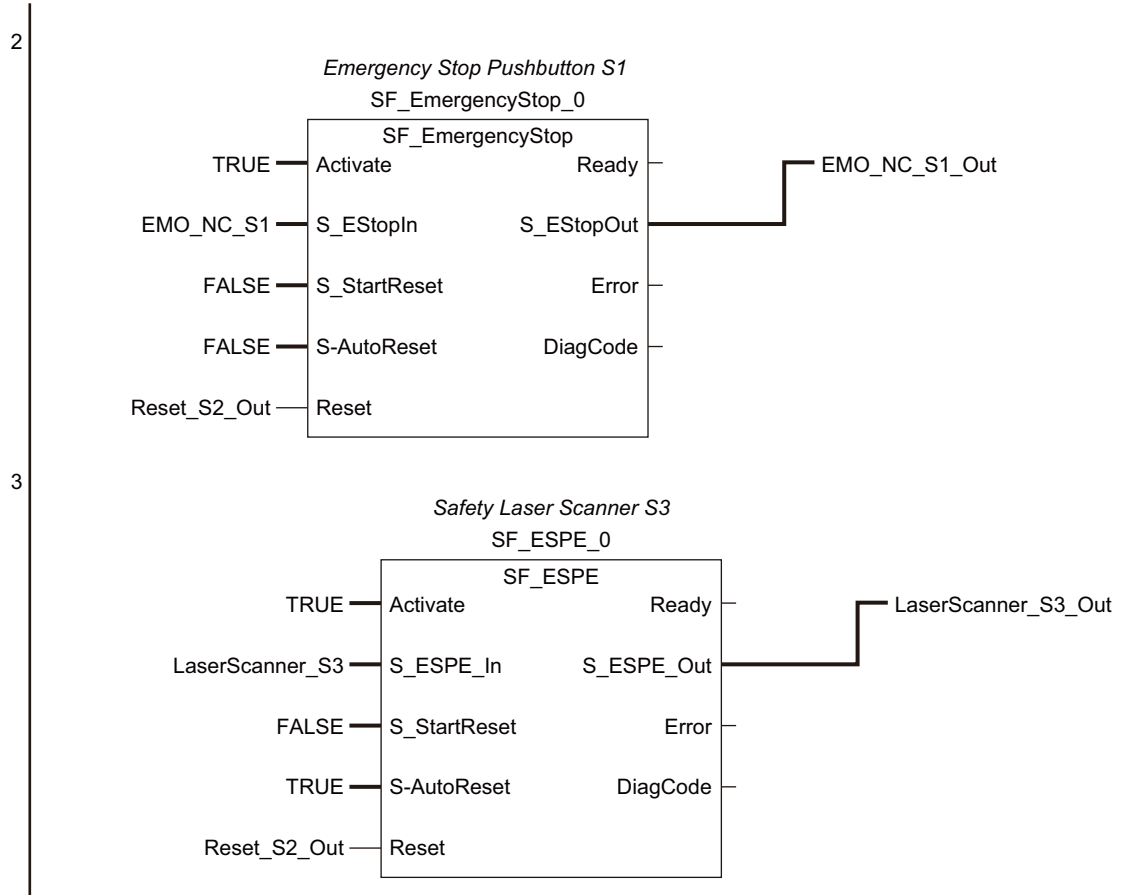 2
Emergency Stop Pushbutton S1
SF_EmergencyStop_0
SF_EmergencyStop
TRUE Activate Ready EMO_NC_S1_Out
EMO_NC_S1 S_EStopIn S_EStopOut
FALSE S_StartReset Error
FALSE S-AutoReset DiagCode
Reset_S2_Out Reset
3
Safety Laser Scanner S3
SF_ESPE_0
SF_ESPE
TRUE Activate Ready LaserScanner_S3_Out
LaserScanner_S3 S_ESPE_In S_ESPE_Out
FALSE S_StartReset Error
TRUE S-AutoReset DiagCode
Reset_S2_Out Reset